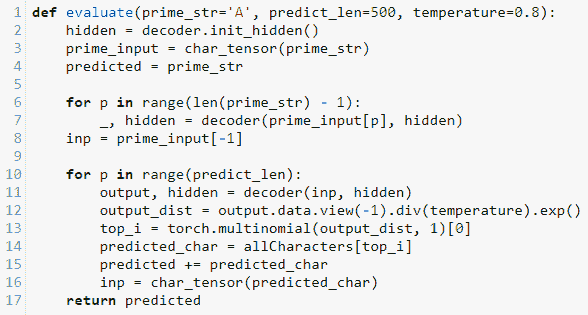 1 def evaluate(prime_str='A', predict_len=500, temperature=0.8):
2     hidden = decoder.init_hidden()
3     prime_input = char_tensor(prime_str)
4     predicted = prime_str
5
6     for p in range(len(prime_str) - 1):
7         _, hidden = decoder(prime_input[p], hidden)
8     inp = prime_input[-1]
9
10     for p in range(predict_len):
11         output, hidden = decoder(inp, hidden)
12         output_dist = output.data.view(-1).div(temperature).exp()
13         top_i = torch.multinomial(output_dist, 1)[0]
14         predicted_char = allCharacters[top_i]
15         predicted += predicted_char
16         inp = char_tensor(predicted_char)
17     return predicted